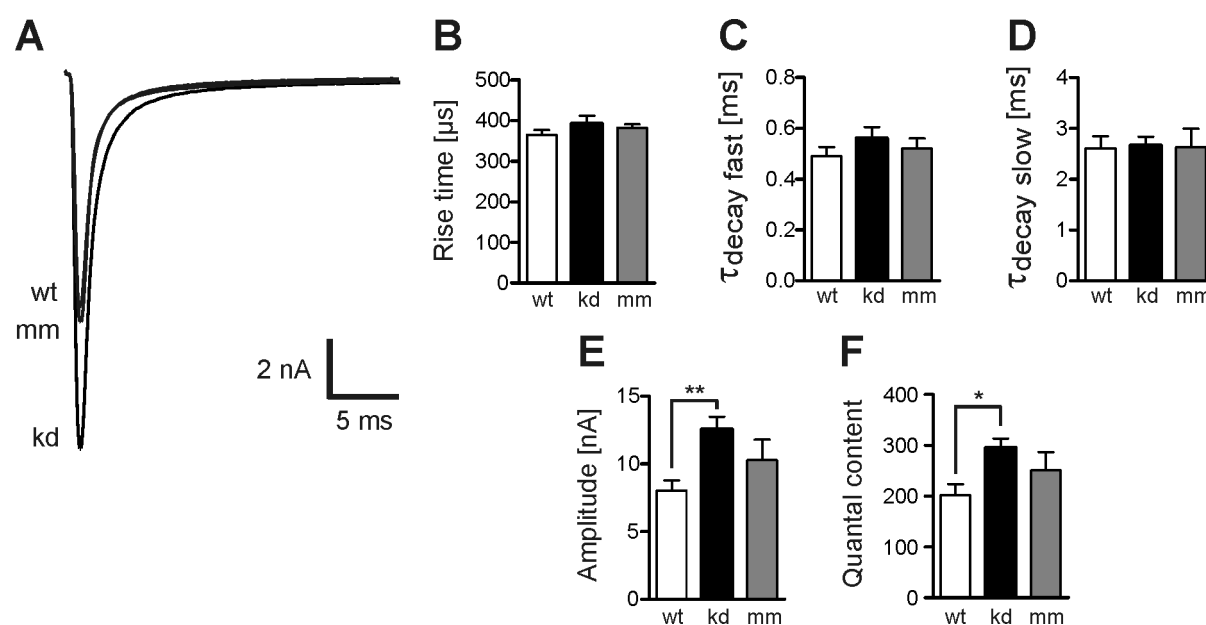 A
wt
mm
kd
2 nA
5 ms
B
Rise time [µs]
500
400
300
200
100
0
wt kd mm
C
τdecay fast [ms]
0.8
0.6
0.4
0.2
0.0
wt kd mm
D
τdecay slow [ms]
4
3
2
1
0
wt kd mm
E
Amplitude [nA]
15
10
5
0
**
wt kd mm
F
Quantal content
400
300
200
100
0
*
wt kd mm